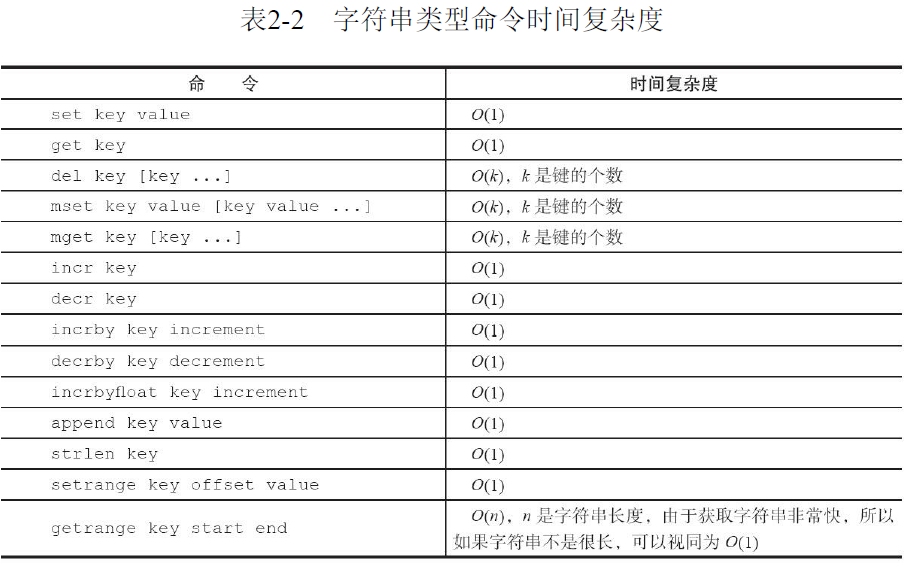 表2-2 字符串类型命令时间复杂度
命 令 时间复杂度
set key value O(1)
get key O(1)
del key [key ...] O(k)，k 是键的个数
mset key value [key value ...] O(k)，k 是键的个数
mget key [key ...] O(k)，k 是键的个数
incr key O(1)
decr key O(1)
incrby key increment O(1)
decrby key decrement O(1)
incrbyfloat key increment O(1)
append key value O(1)
strlen key O(1)
setrange key offset value O(1)
getrange key start end O(n)，n 是字符串长度，由于获取字符串非常快，所以
如果字符串不是很长，可以视同为 O(1)